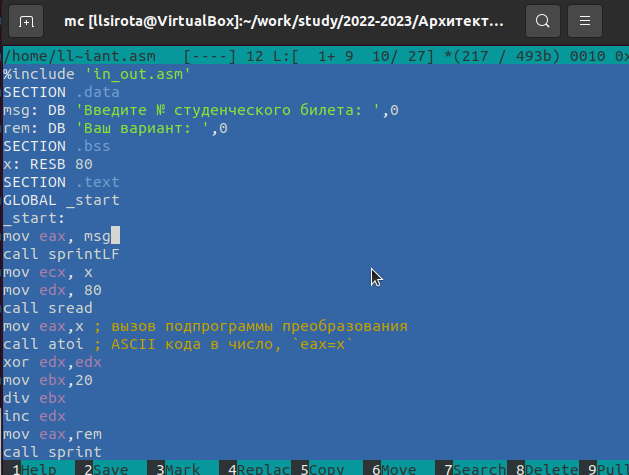 mc [llsirota@VirtualBox]:~/work/study/2022-2023/Архитект...
/home/ll~iant.asm [----] 12 L:[ 1+ 9 10/ 27] *(217 / 493b) 0010 0x
%include 'in_out.asm'
SECTION .data
msg: DB 'Введите № студенческого билета: ',0
rem: DB 'Ваш вариант: ',0
SECTION .bss
x: RESB 80
SECTION .text
GLOBAL _start
_start:
mov eax, msg
call sprintLF
mov ecx, x
mov edx, 80
call sread
mov eax,x ; вызов подпрограммы преобразования
call atoi ; ASCII кода в число, `eax=x`
xor edx,edx
mov ebx,20
div ebx
inc edx
mov eax,rem
call sprint
1Help 2Save 3Mark 4Replac 5Copy 6Move 7Search 8Delete 9Pull